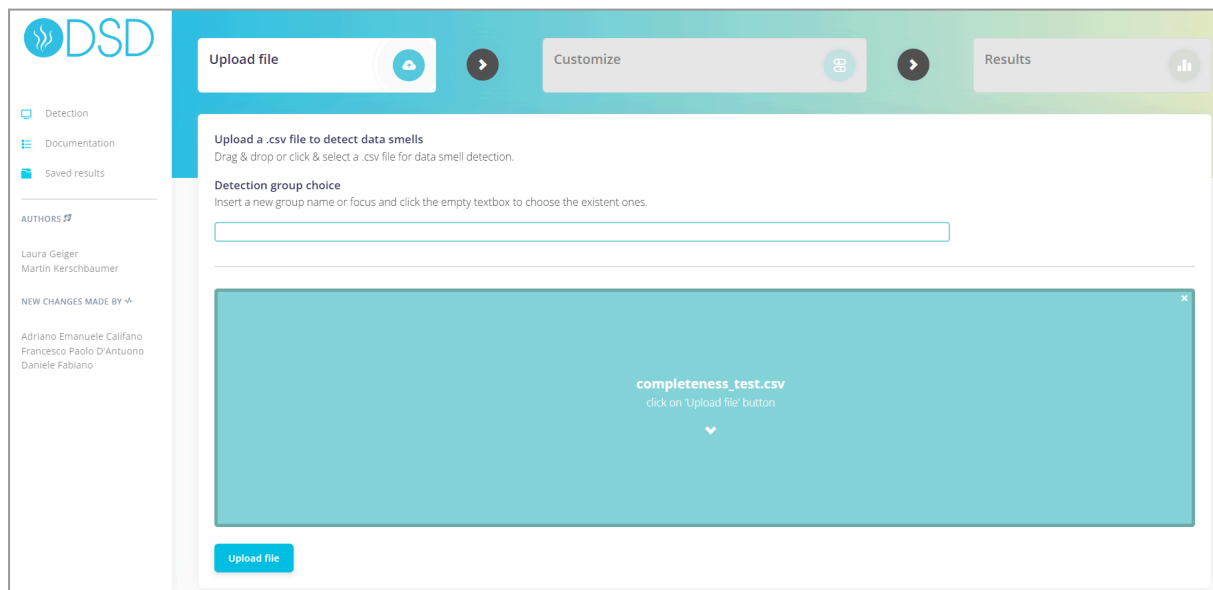 DSD
Detection
Documentation
Saved results
AUTHORS
Laura Geiger
Martin Kerschbaumer
NEW CHANGES MADE BY
Adriano Emanuele Califano
Francesco Paolo D'Antuono
Daniele Fabiano
Upload file
Customize
Results
Upload a .csv file to detect data smells
Drag & drop or click & select a .csv file for data smell detection.
Detection group choice
Insert a new group name or focus and click the empty textbox to choose the existent ones.
completeness_test.csv
click on 'Upload file' button
Upload file